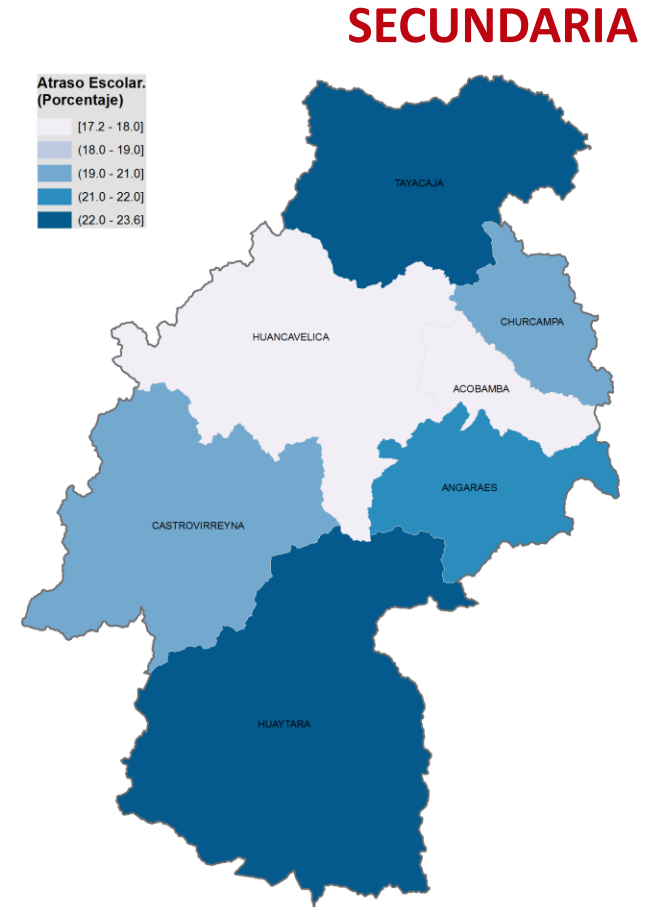 SECUNDARIA
Atraso Escolar.
(Porcentaje)
[17.2 - 18.0]
(18.0 - 19.0]
(19.0 - 21.0]
(21.0 - 22.0]
(22.0 - 23.6]
TAYACAJA
CHURCAMPA
HUANCAVELICA
ACOBAMBA
ANGARAES
CASTROVIRREYNA
HUAYTARA